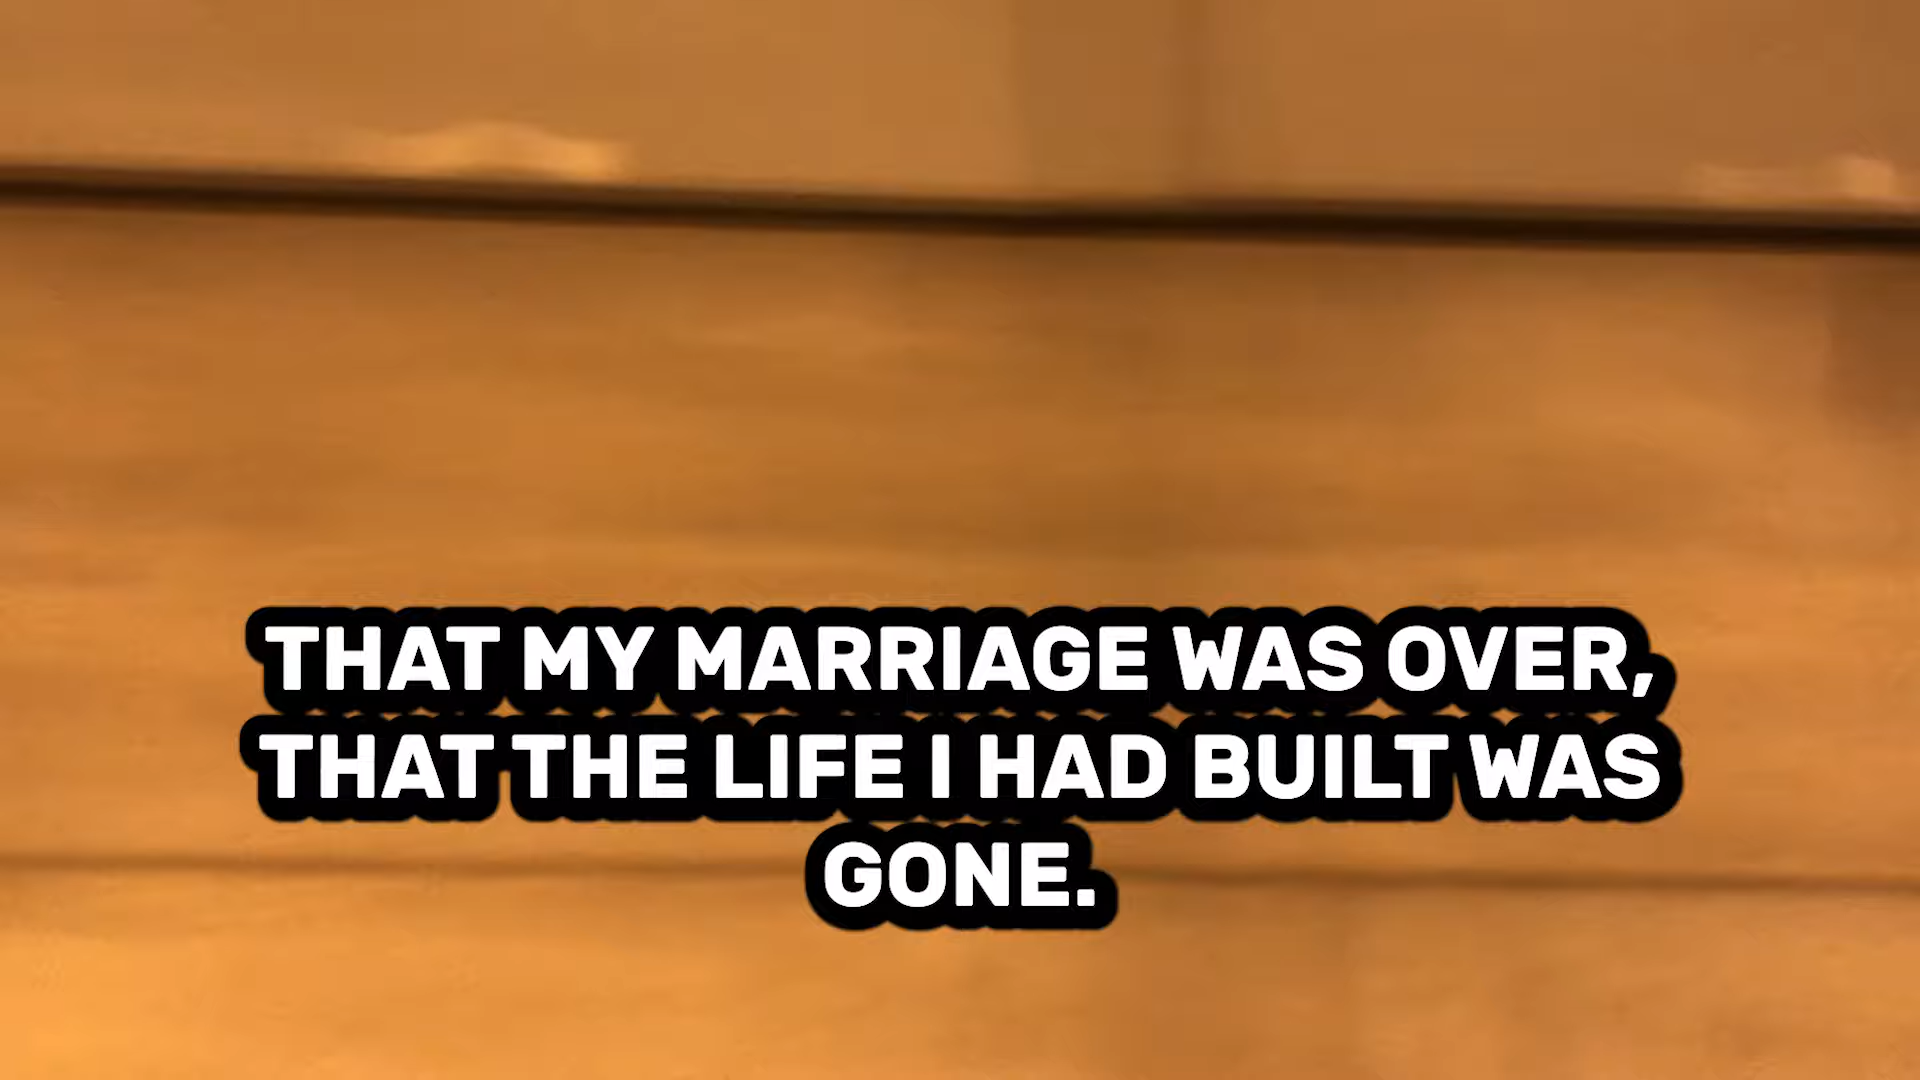 THAT MY MARRIAGE WAS OVER,
THAT THE LIFE I HAD BUILT WAS
GONE.